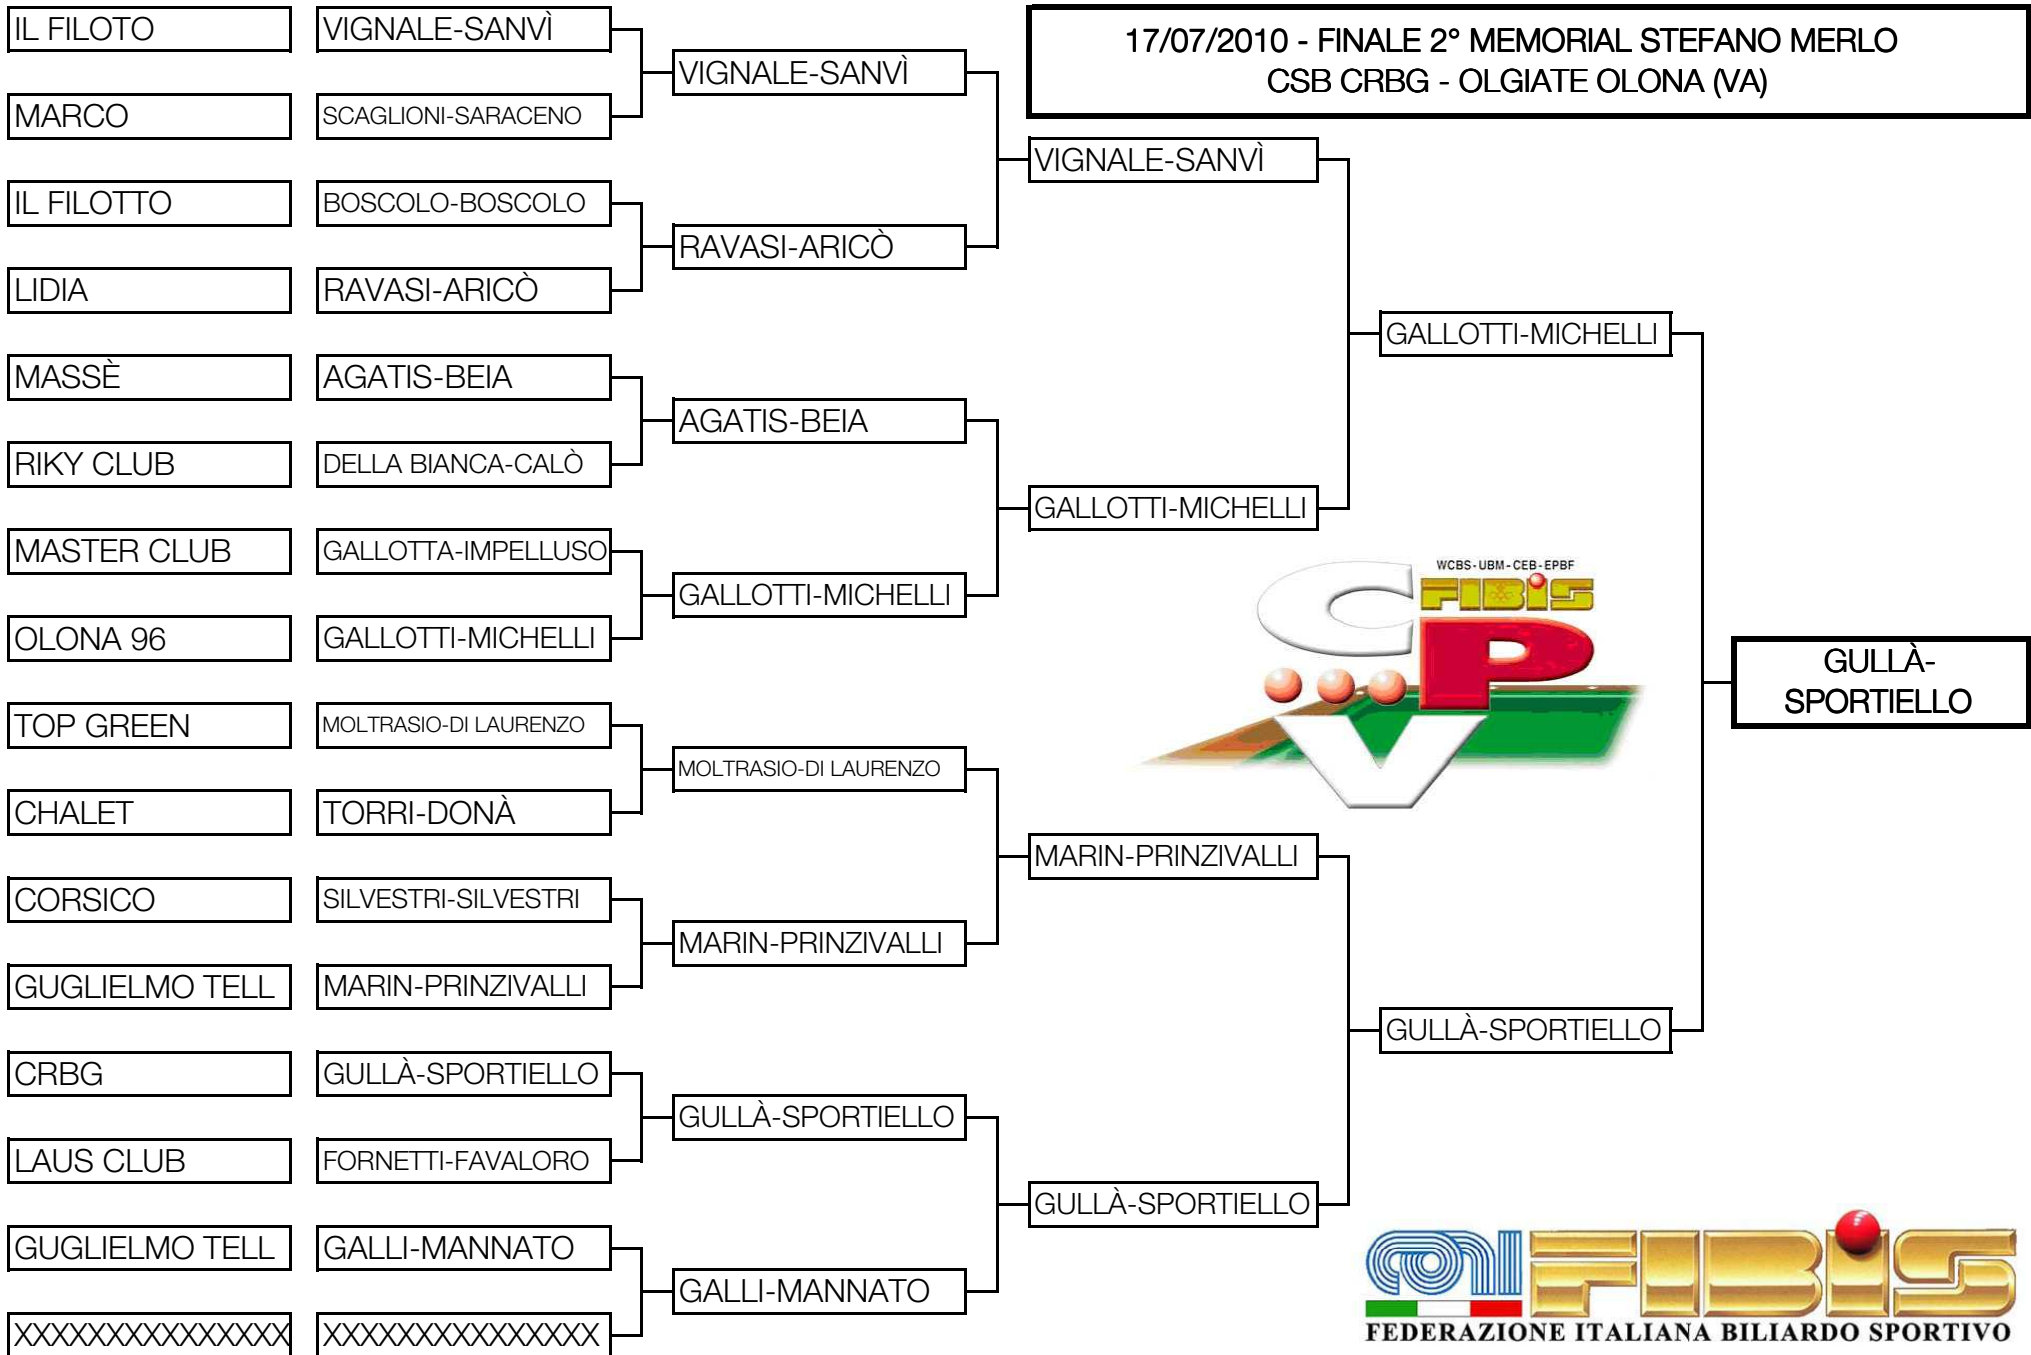 17/07/2010 - FINALE 2° MEMORIAL STEFANO MERLO
CSB CRBG - OLGIATE OLONA (VA)
IL FILOTO
VIGNALE-SANVÌ
MARCO
SCAGLIONI-SARACENO
IL FILOTTO
BOSCOLO-BOSCOLO
LIDIA
RAVASI-ARICÒ
MASSÈ
AGATIS-BEIA
RIKY CLUB
DELLA BIANCA-CALÒ
MASTER CLUB
GALLOTTA-IMPELLUSO
OLONA 96
GALLOTTI-MICHELLI
TOP GREEN
MOLTRASIO-DI LAURENZO
CHALET
TORRI-DONÀ
CORSICO
SILVESTRI-SILVESTRI
GUGLIELMO TELL
MARIN-PRINZIVALLI
CRBG
GULLÀ-SPORTIELLO
LAUS CLUB
FORNETTI-FAVALORO
GUGLIELMO TELL
GALLI-MANNATO
XXXXXXXXXXXXXXX
XXXXXXXXXXXXXXX
VIGNALE-SANVÌ
RAVASI-ARICÒ
AGATIS-BEIA
GALLOTTI-MICHELLI
MOLTRASIO-DI LAURENZO
MARIN-PRINZIVALLI
GULLÀ-SPORTIELLO
GALLI-MANNATO
VIGNALE-SANVÌ
GALLOTTI-MICHELLI
MARIN-PRINZIVALLI
GULLÀ-SPORTIELLO
GALLOTTI-MICHELLI
GULLÀ-SPORTIELLO
GULLÀ-
SPORTIELLO
WCBS-UBM-CEB-EPBF
FIBiS
C
P
V
CONI
FIBiS
FEDERAZIONE ITALIANA BILIARDO SPORTIVO